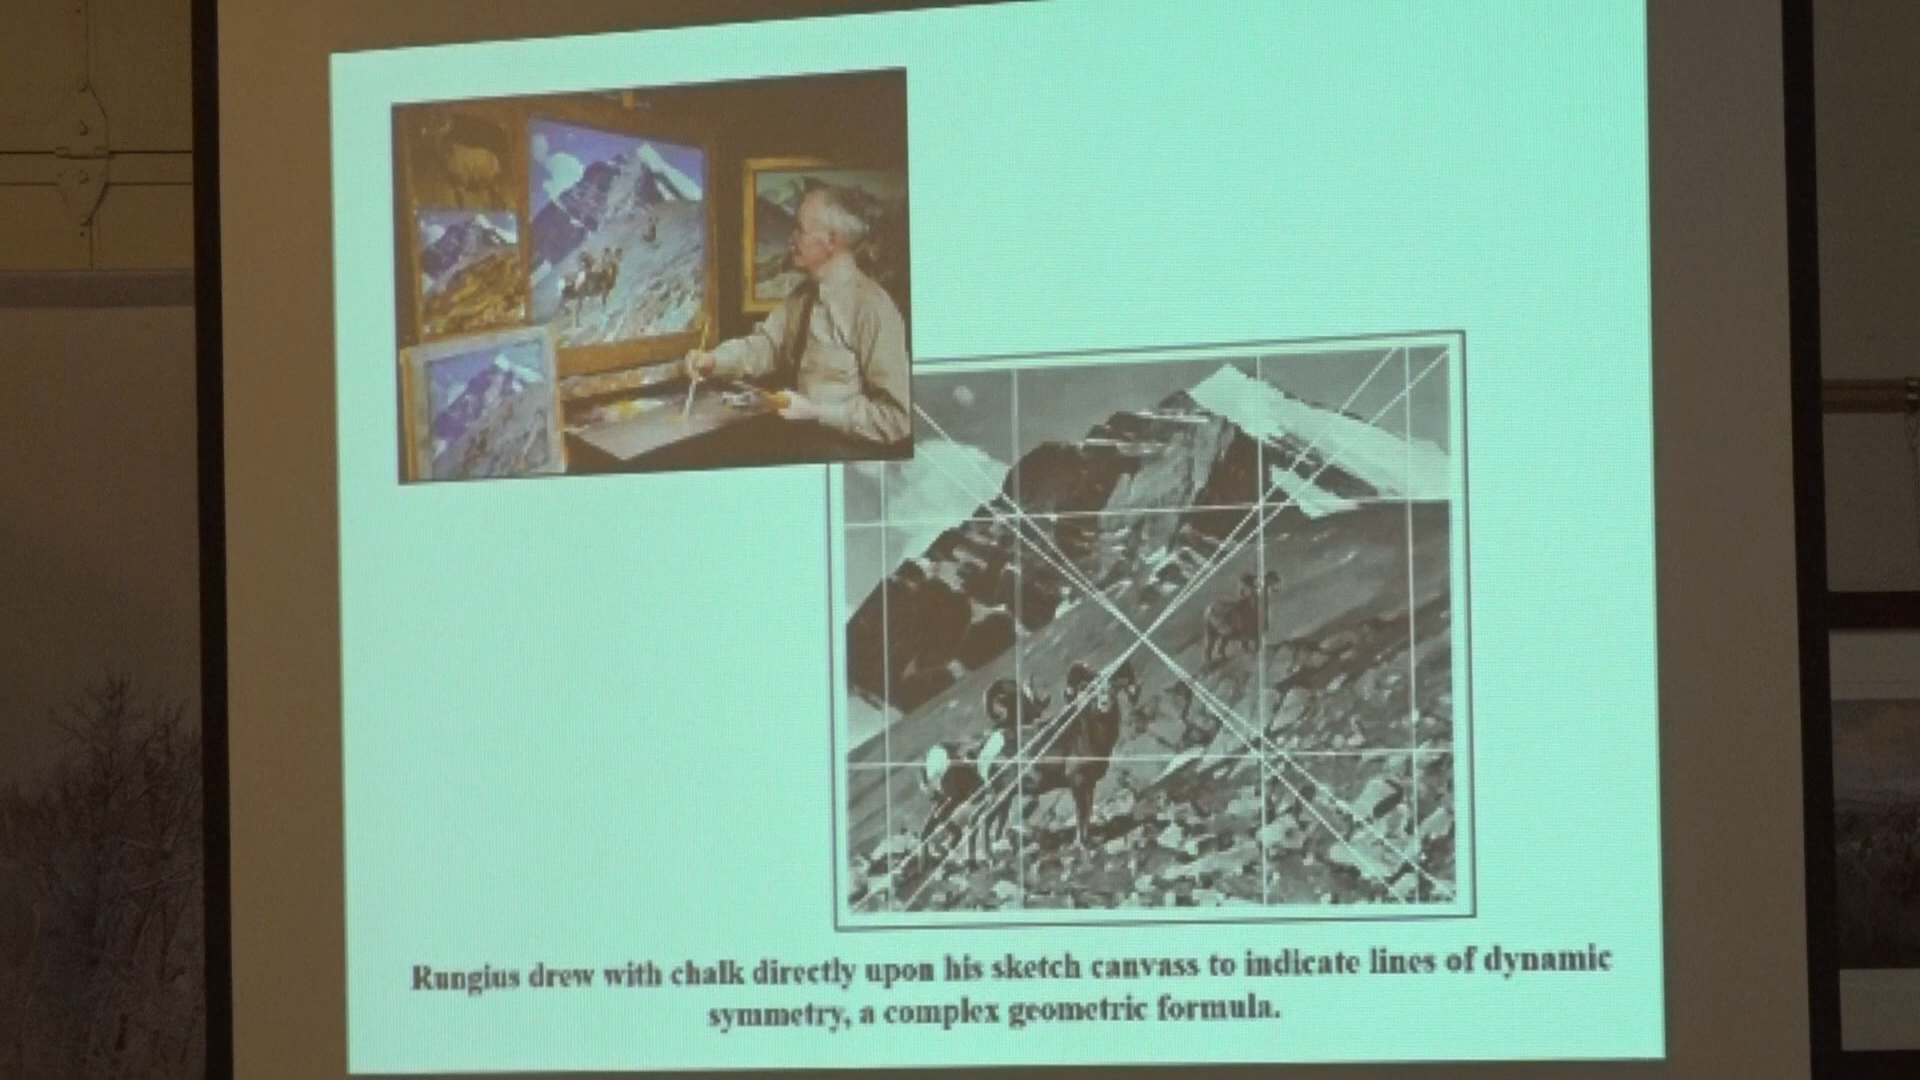 Rungius drew with chalk directly upon his sketch canvass to indicate lines of dynamic
symmetry, a complex geometric formula.